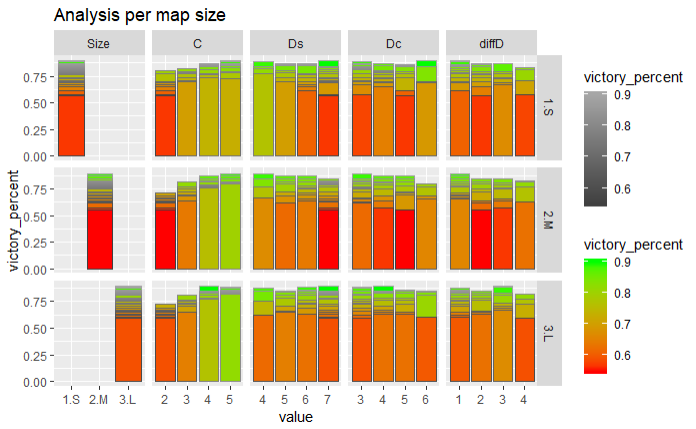 Analysis per map size
Size C Ds Dc diffD
victory_percent
0.75
0.50
0.25
0.00
1.S
0.75
0.50
0.25
0.00
2.M
0.75
0.50
0.25
0.00
3.L
1.S 2.M 3.L 2 3 4 5 4 5 6 7 3 4 5 6 1 2 3 4
value
victory_percent
0.9
0.8
0.7
0.6
victory_percent
0.9
0.8
0.7
0.6